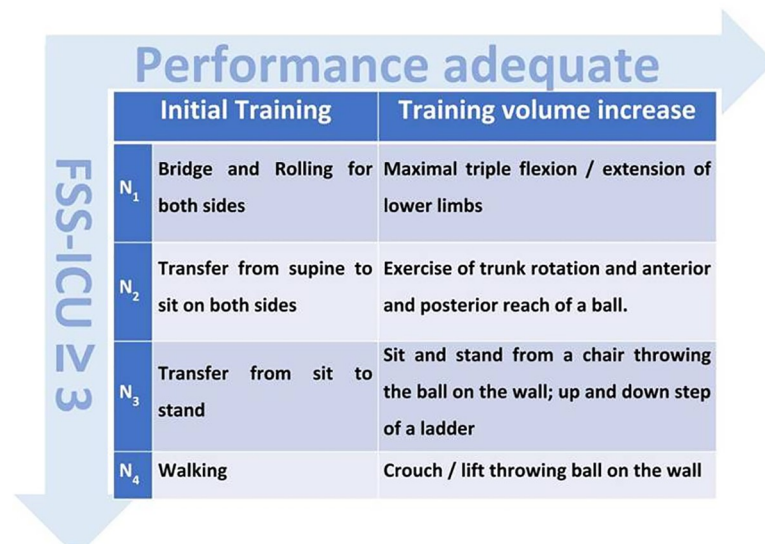 Performance adequate
FSS-ICU ≥ 3
Initial Training
Training volume increase
N1
Bridge and Rolling for
both sides
Maximal triple flexion / extension of
lower limbs
N2
Transfer from supine to
sit on both sides
Exercise of trunk rotation and anterior
and posterior reach of a ball.
N3
Transfer from sit to
stand
Sit and stand from a chair throwing
the ball on the wall; up and down step
of a ladder
N4
Walking
Crouch / lift throwing ball on the wall